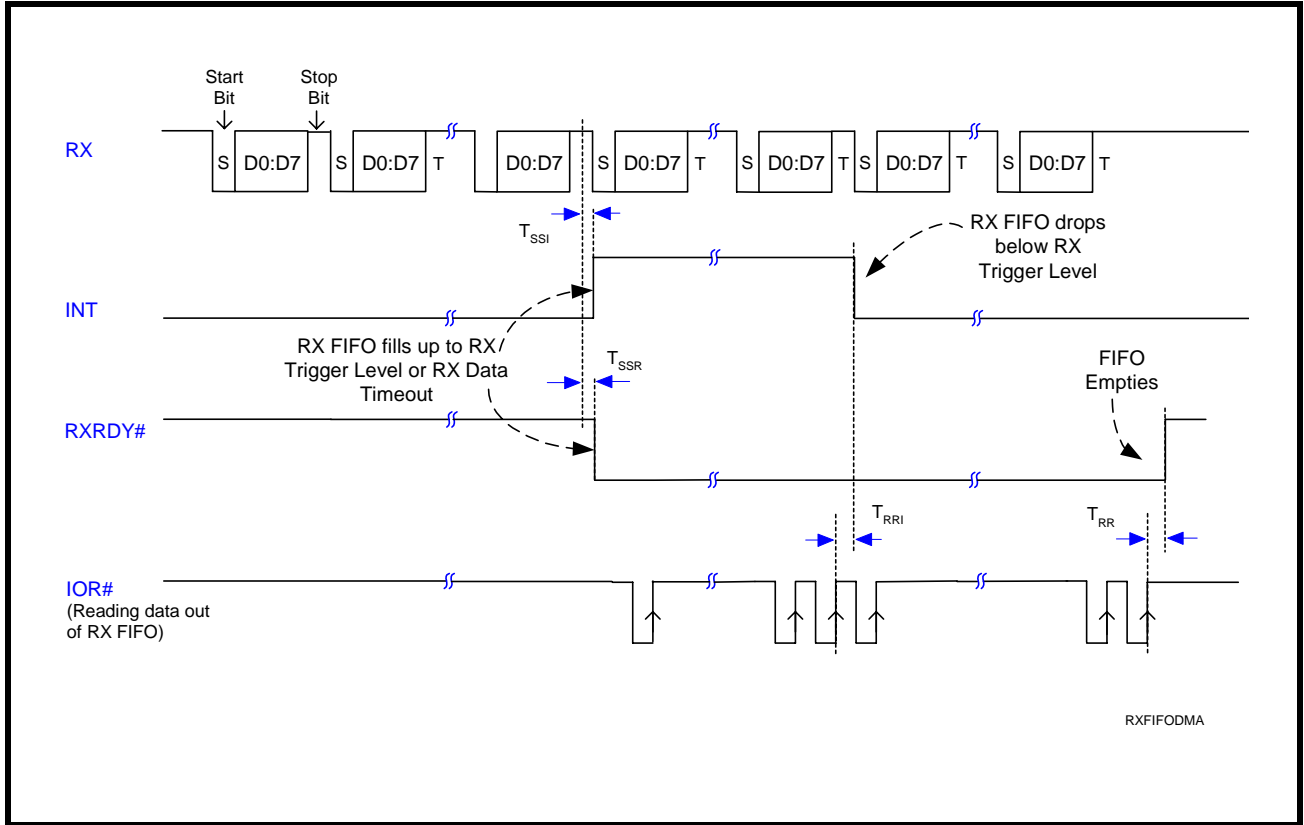 Start
Bit
Stop
Bit
RX
S D0:D7 S D0:D7 T D0:D7 S D0:D7 S D0:D7 T S D0:D7 T S D0:D7 T
TSSI
RX FIFO drops
below RX
Trigger Level
INT
RX FIFO fills up to RX
Trigger Level or RX Data
Timeout
TSSR
FIFO
Empties
RXRDY#
TRRI
TRR
IOR#
(Reading data out
of RX FIFO)
RXFIFODMA